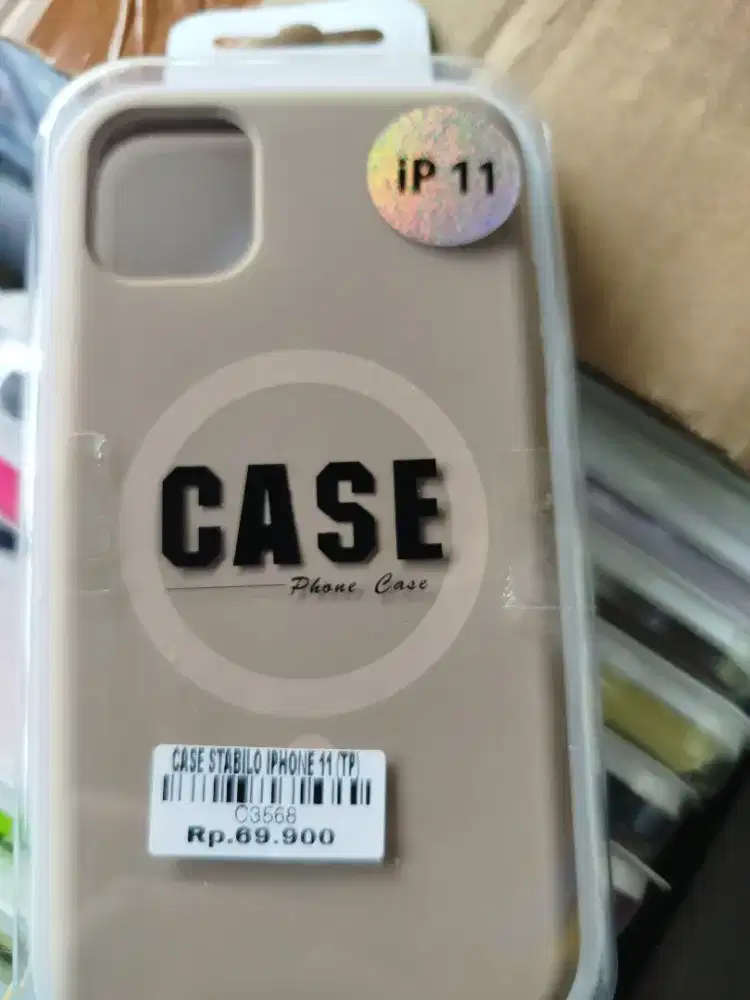 iP 11
CASE
Phone Case
CASE STABILO IPHONE 11 (TP)
C3568
Rp.69.900